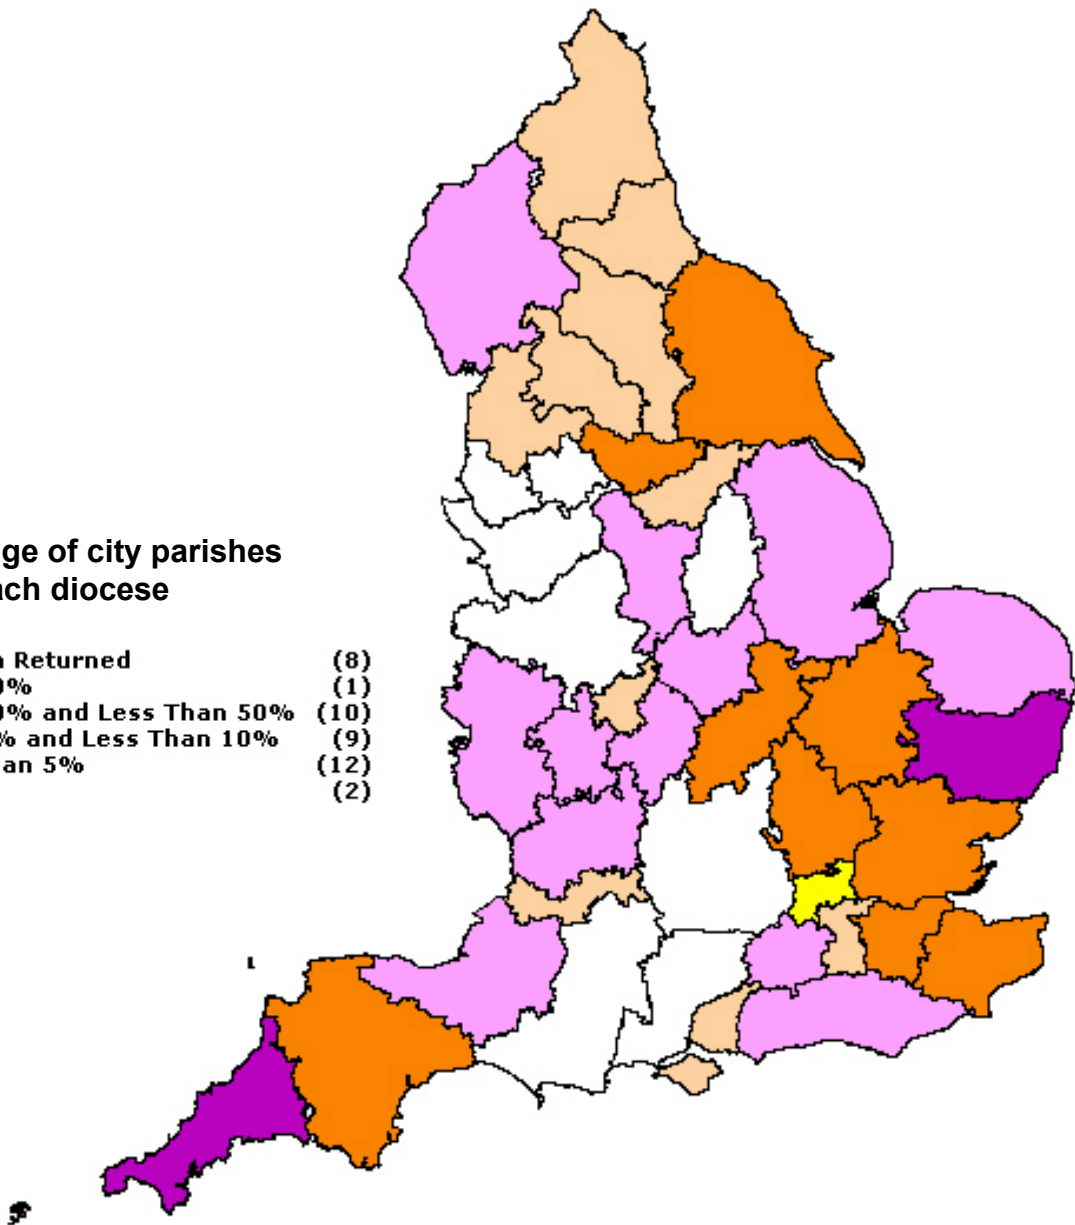 ge of city parishes
ach diocese
n Returned (8)
0% (1)
0% and Less Than 50% (10)
% and Less Than 10% (9)
an 5% (12)
(2)